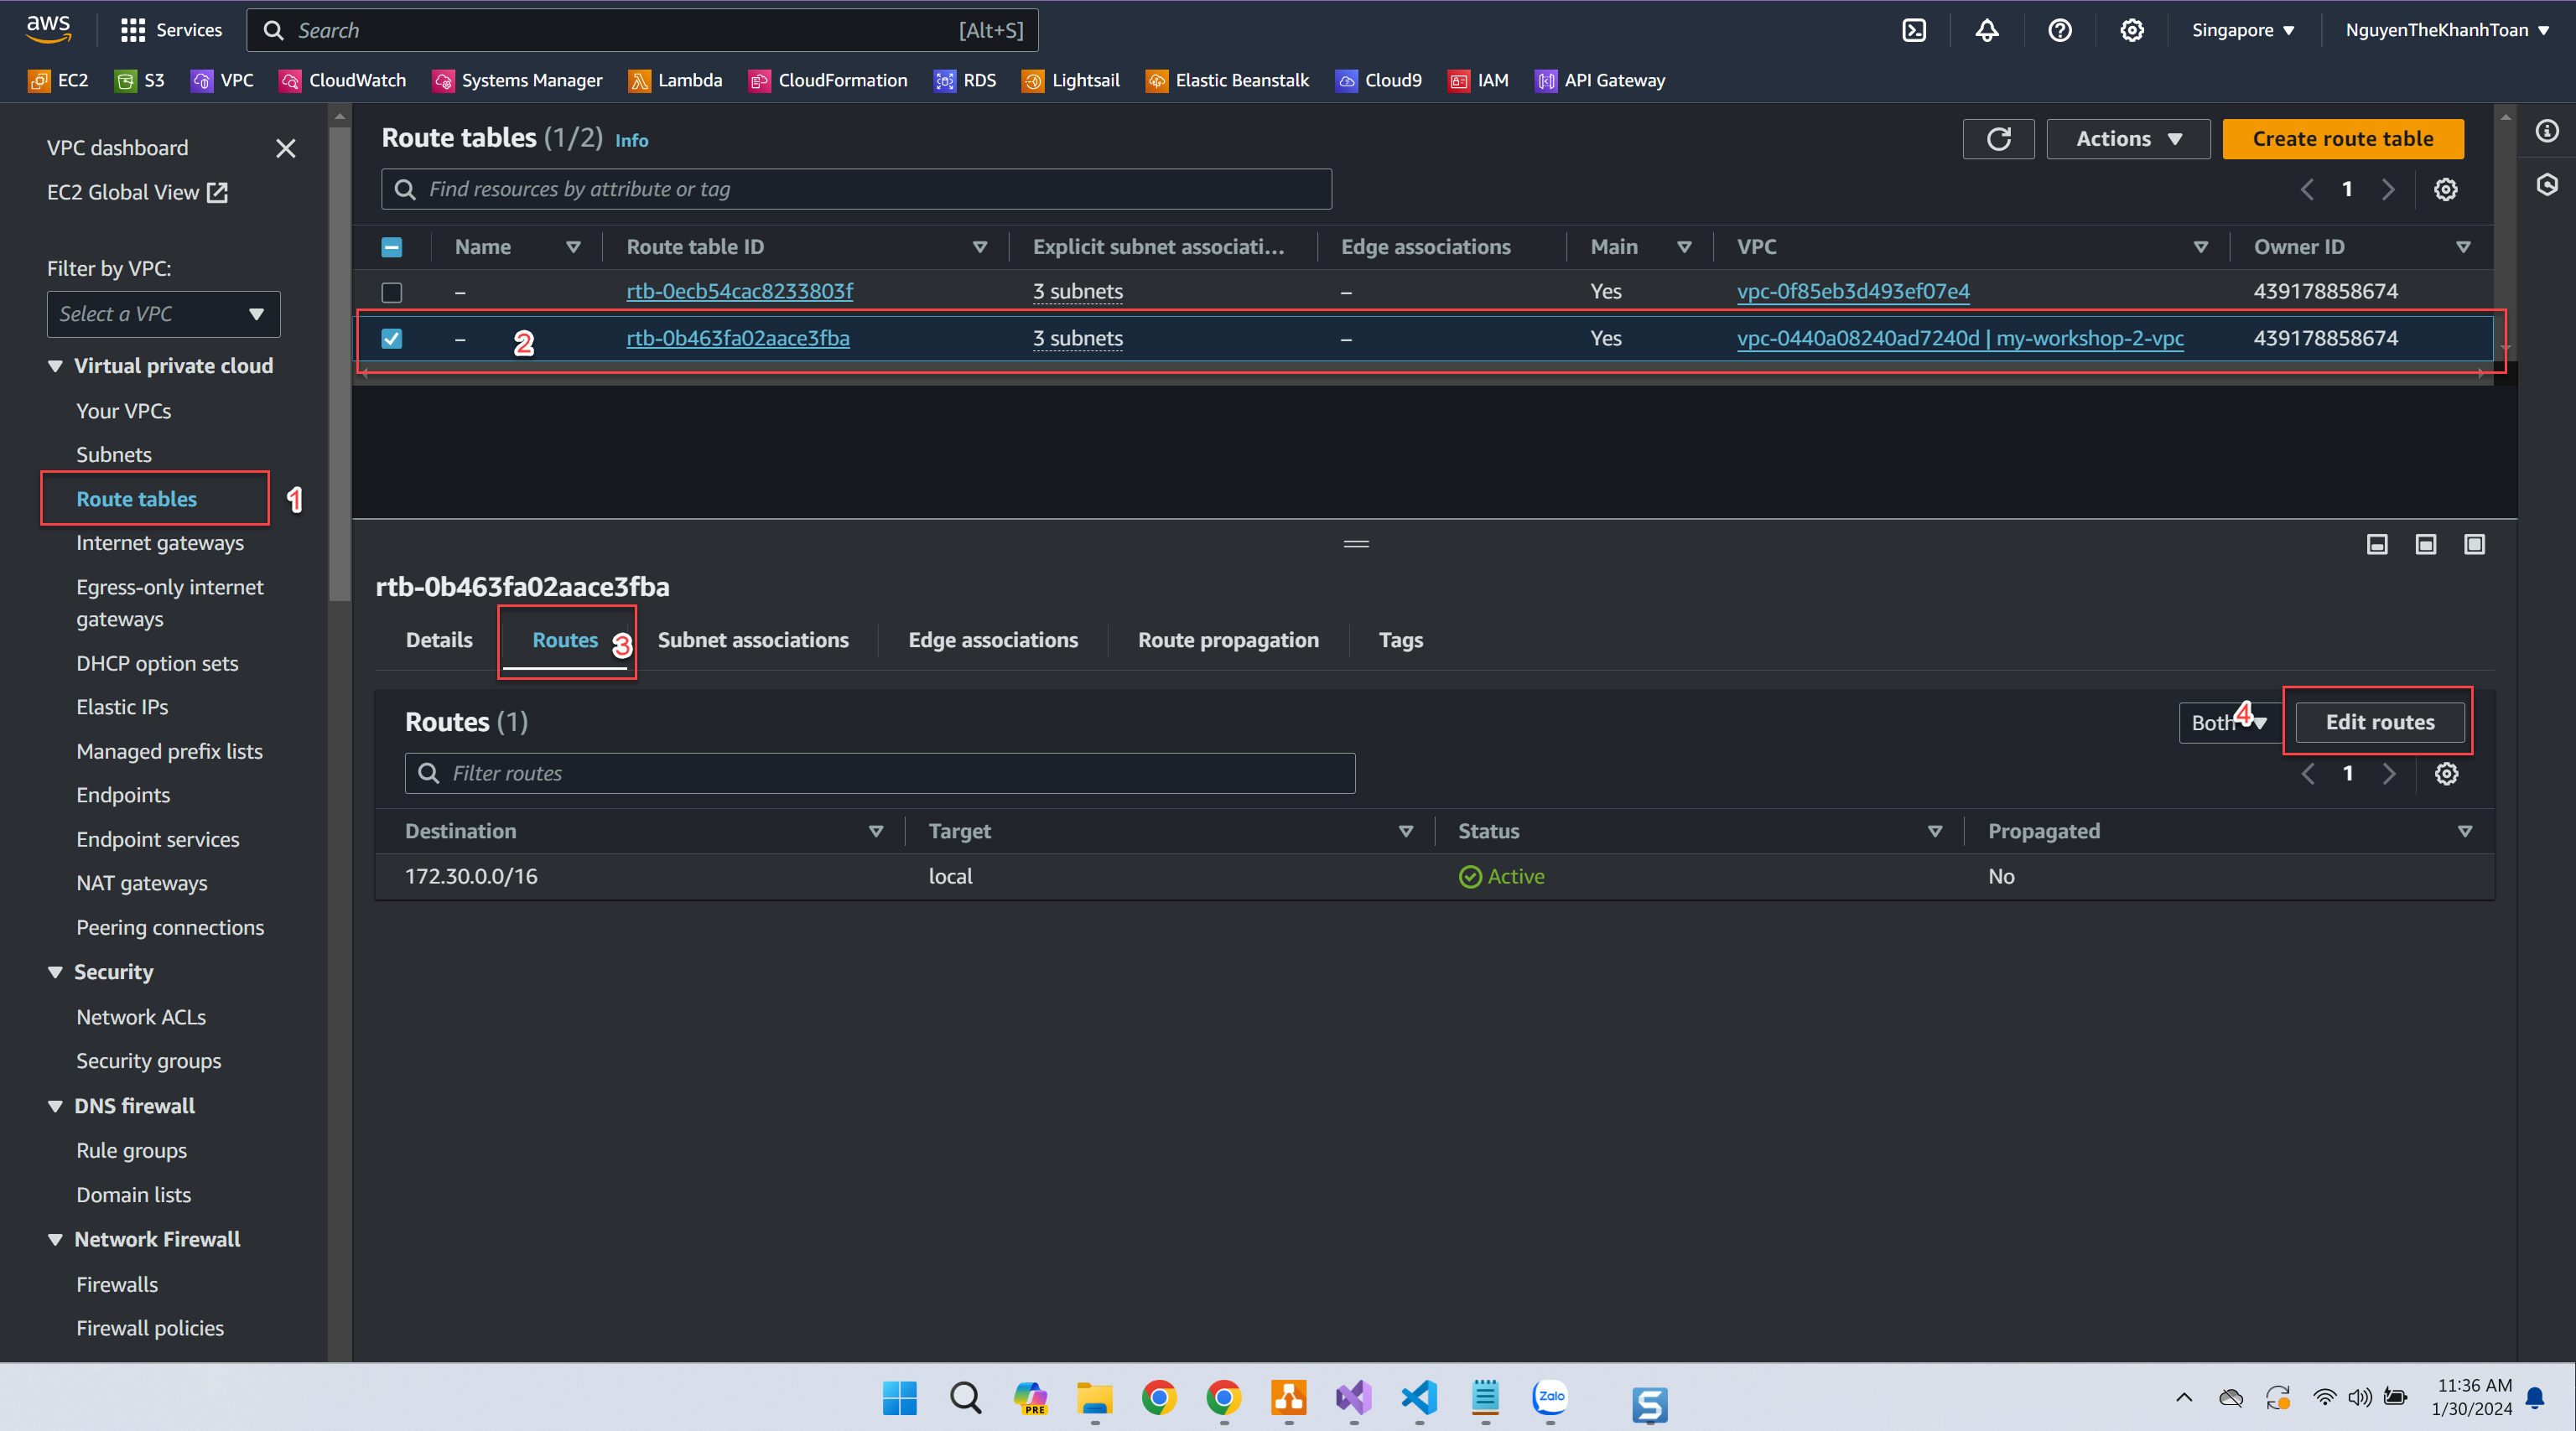 aws
Services
Search
[Alt+S]
Singapore
NguyenTheKhanhToan
EC2
S3
VPC
CloudWatch
Systems Manager
Lambda
CloudFormation
RDS
Lightsail
Elastic Beanstalk
Cloud9
IAM
API Gateway
VPC dashboard
EC2 Global View
Filter by VPC:
Select a VPC
Virtual private cloud
Your VPCs
Subnets
Route tables
1
Internet gateways
Egress-only internet
gateways
DHCP option sets
Elastic IPs
Managed prefix lists
Endpoints
Endpoint services
NAT gateways
Peering connections
Security
Network ACLs
Security groups
DNS firewall
Rule groups
Domain lists
Network Firewall
Firewalls
Firewall policies
Route tables (1/2) Info
Actions
Create route table
Find resources by attribute or tag
1
Name
Route table ID
Explicit subnet associati...
Edge associations
Main
VPC
Owner ID
– rtb-0ecb54cac8233803f 3 subnets – Yes vpc-0f85eb3d493ef07e4 439178858674
– 2 rtb-0b463fa02aace3fba 3 subnets – Yes vpc-0440a08240ad7240d | my-workshop-2-vpc 439178858674
rtb-0b463fa02aace3fba
Details
Routes
3
Subnet associations
Edge associations
Route propagation
Tags
Routes (1)
Both
4
Edit routes
Filter routes
1
Destination
Target
Status
Propagated
172.30.0.0/16 local Active No
PRE
Zalo
S
11:36 AM
1/30/2024